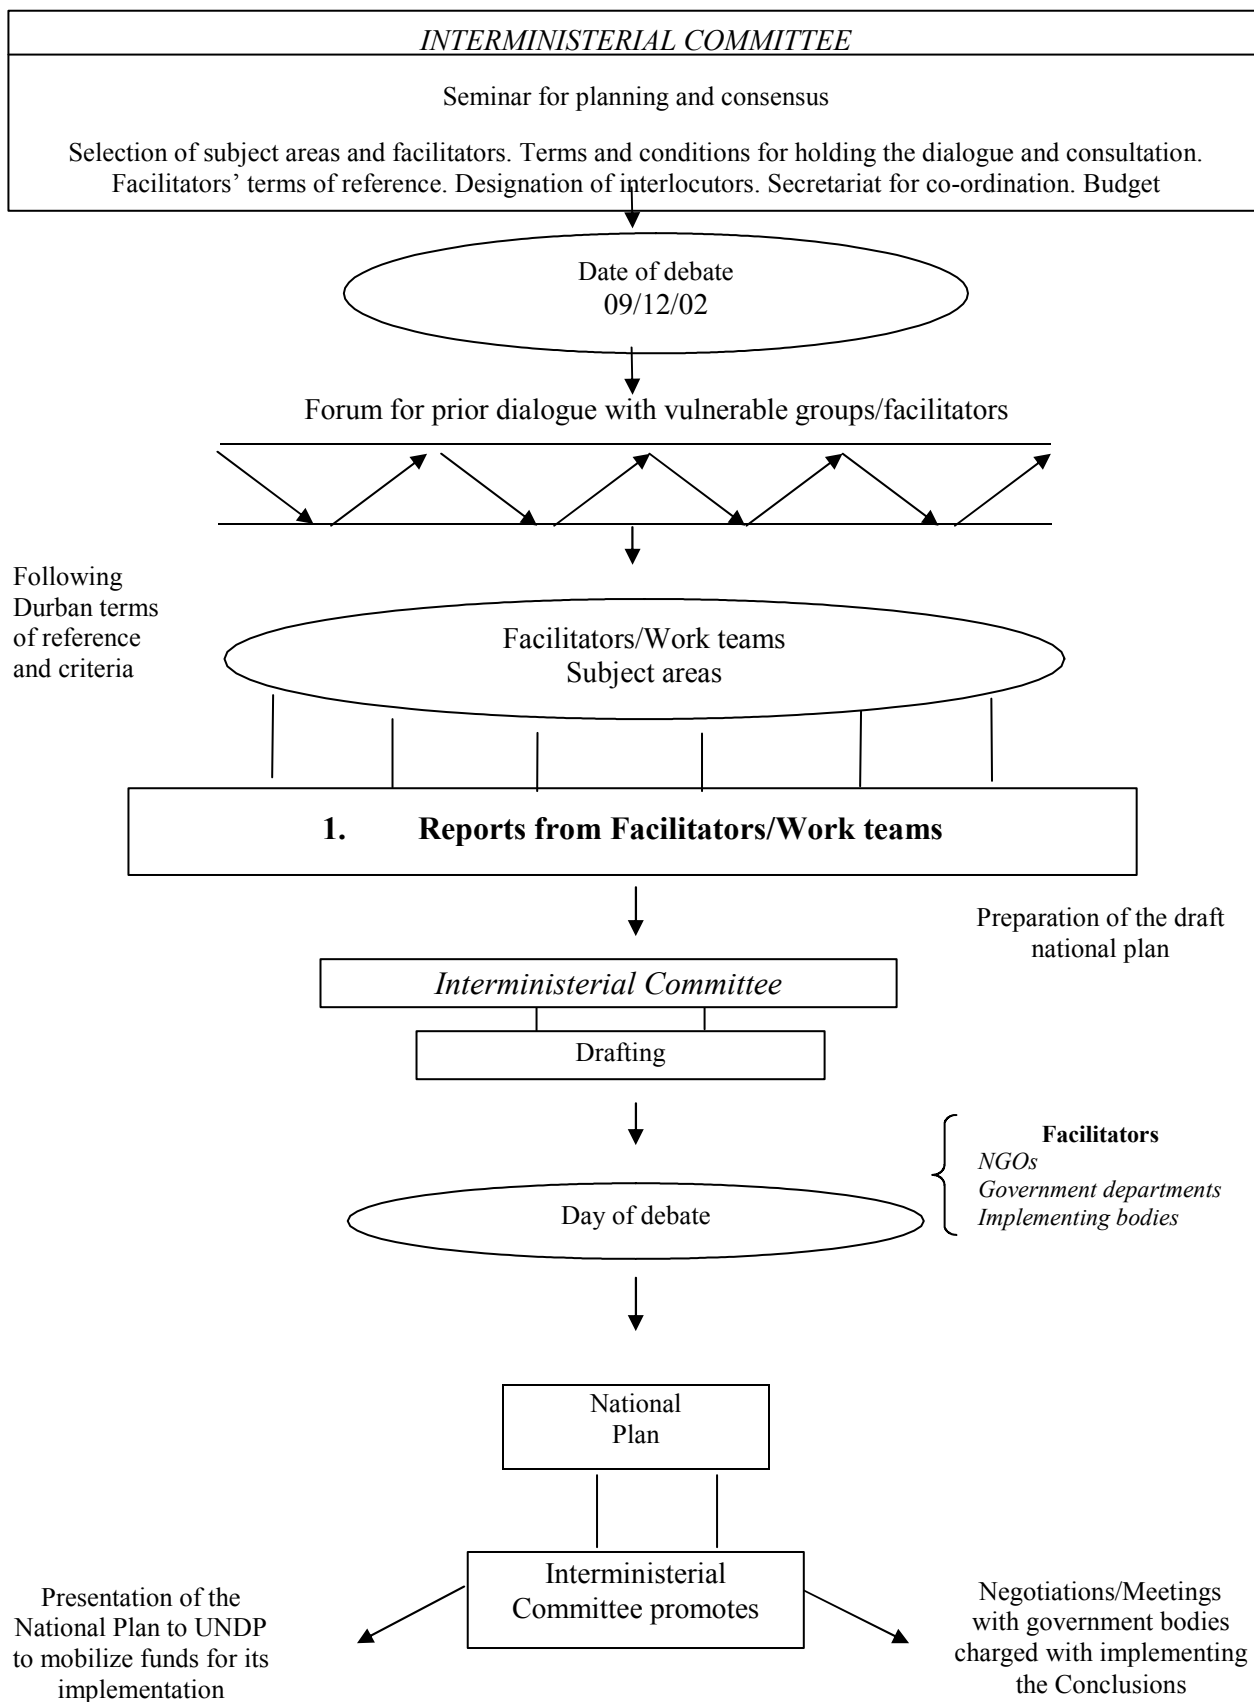 INTERMINISTERIAL COMMITTEE
Seminar for planning and consensus
Selection of subject areas and facilitators. Terms and conditions for holding the dialogue and consultation.
Facilitators’ terms of reference. Designation of interlocutors. Secretariat for co-ordination. Budget
Date of debate
09/12/02
Forum for prior dialogue with vulnerable groups/facilitators
Following
Durban terms
of reference
and criteria
Facilitators/Work teams
Subject areas
1. Reports from Facilitators/Work teams
Preparation of the draft
national plan
Interministerial Committee
Drafting
Facilitators
NGOs
Government departments
Implementing bodies
Day of debate
National
Plan
Interministerial
Committee promotes
Presentation of the
National Plan to UNDP
to mobilize funds for its
implementation
Negotiations/Meetings
with government bodies
charged with implementing
the Conclusions